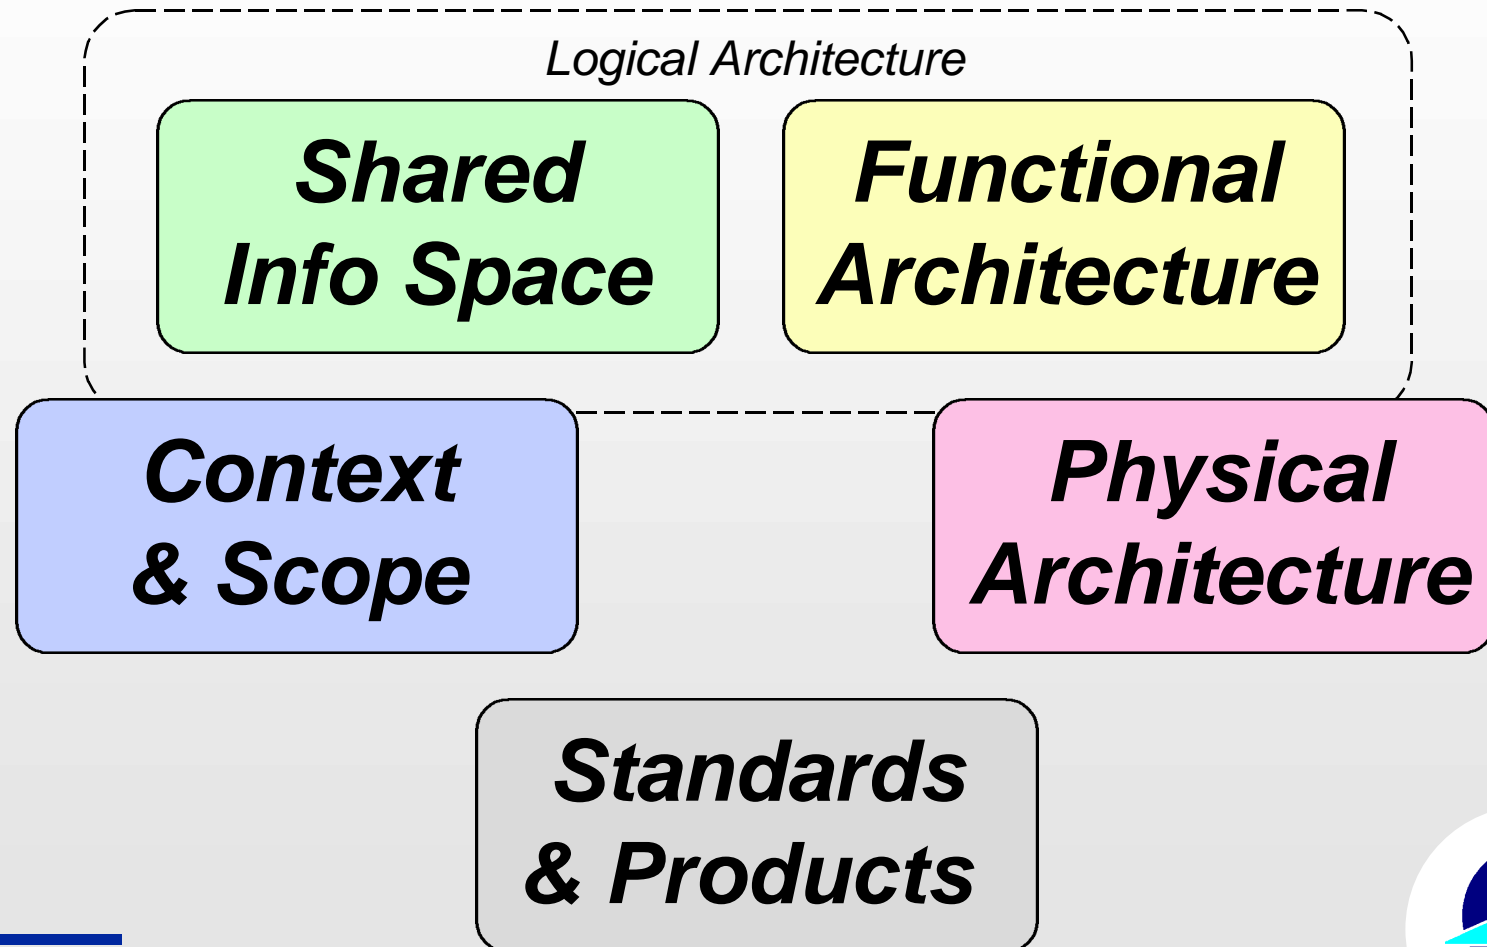 Logical Architecture
Shared
Info Space
Functional
Architecture
Context
& Scope
Physical
Architecture
Standards
& Products